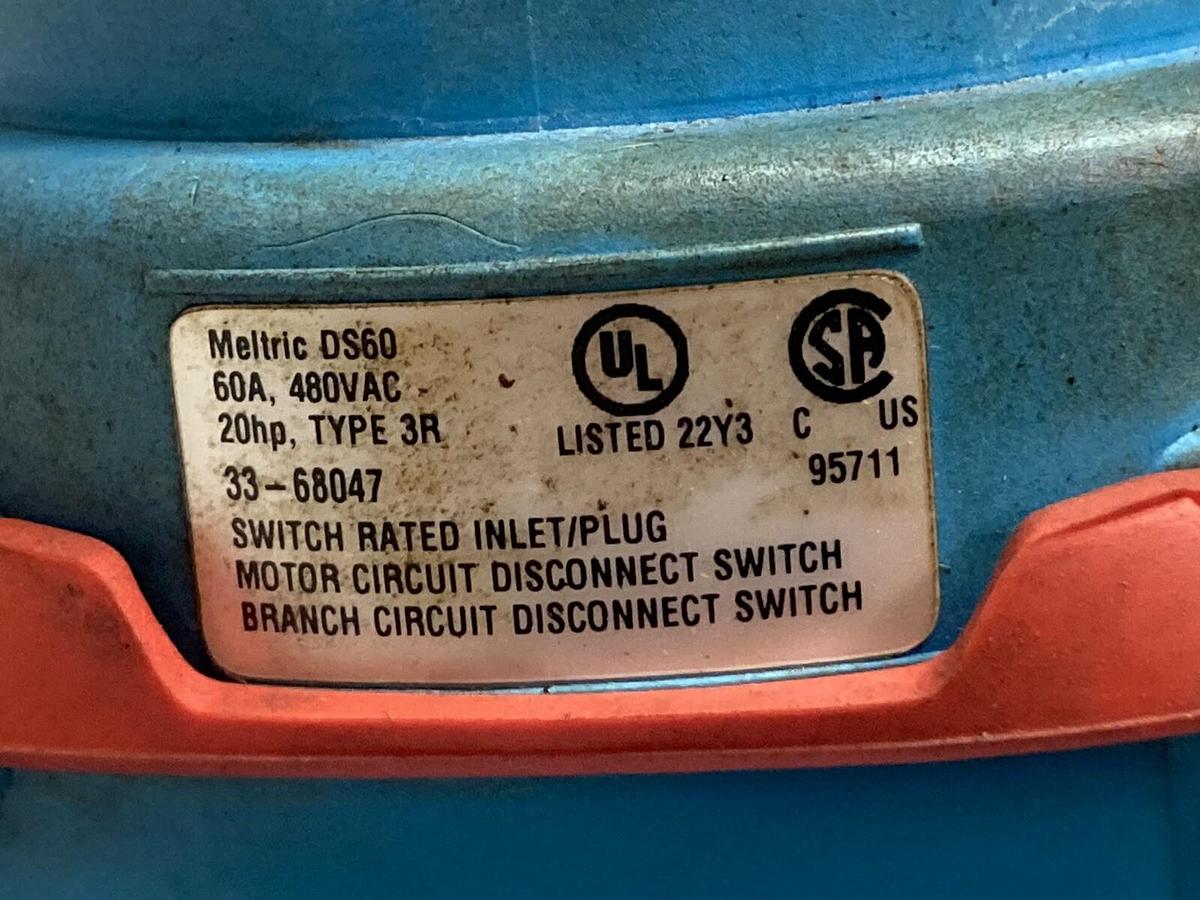 Meltric DS60
60A, 480VAC
20hp, TYPE 3R
33-68047
UL
LISTED 22Y3
SA
C US
95711
SWITCH RATED INLET/PLUG
MOTOR CIRCUIT DISCONNECT SWITCH
BRANCH CIRCUIT DISCONNECT SWITCH